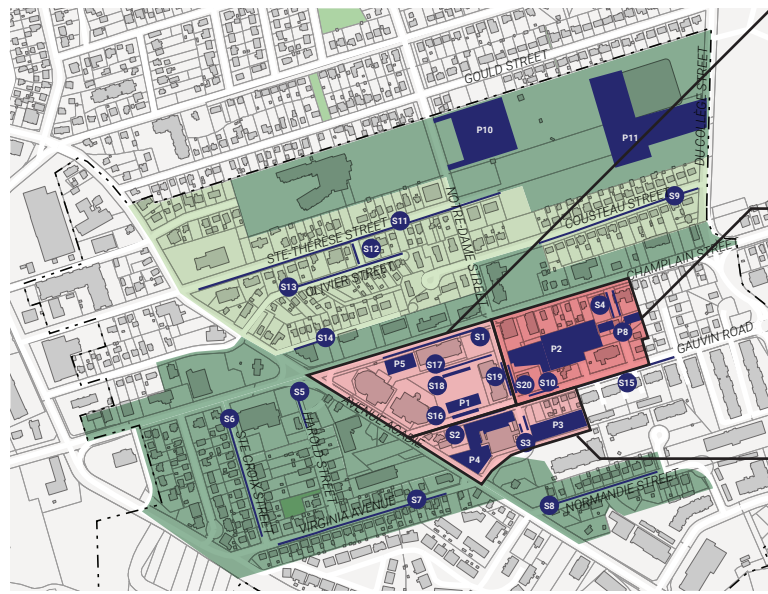 GOULD STREET
DU COLLÈGE STREET
P10
P11
NOTRE-DAME STREET
S9
COUSTEAU STREET
S11
STE-THÉRÈSE STREET
S12
OLIVIER STREET
S13
CHAMPLAIN STREET
S4
P8
S14
S1
P2
GAUVIN ROAD
P5
S17
S18
S19
S20
S10
S15
S5
P1
S16
S6
S2
S3
P3
P4
HAROLD STREET
STE-CROIX STREET
S7
VIRGINIA AVENUE
S8
NORMANDIE STREET